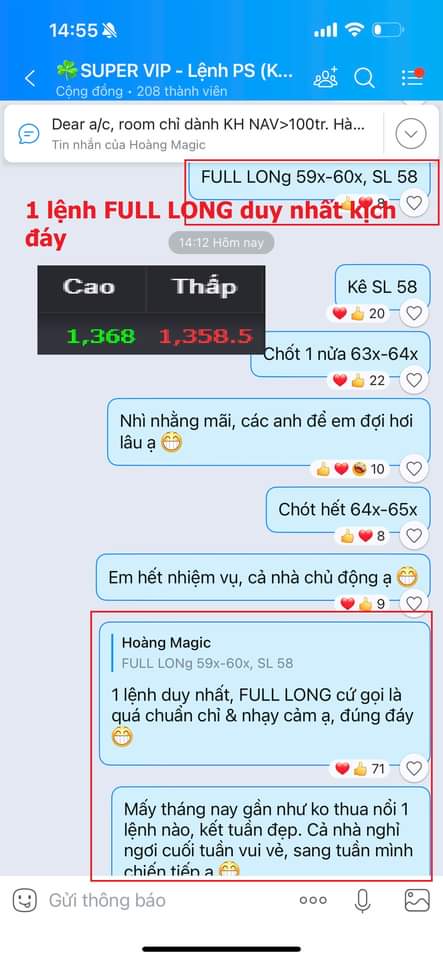 14:55
☘️SUPER VIP - Lệnh PS (K...
Cộng đồng • 208 thành viên
Dear a/c, room chỉ dành KH NAV>100tr. Hà...
Tin nhắn của Hoàng Magic
FULL LONg 59x-60x, SL 58
8
1 lệnh FULL LONG duy nhất kịch
đáy
14:12 Hôm nay
Cao Thấp
1,368 1,358.5
Kê SL 58
20
Chốt 1 nửa 63x-64x
22
Nhì nhằng mãi, các anh để em đợi hơi
lâu ạ 😁
10
Chót hết 64x-65x
8
Em hết nhiệm vụ, cả nhà chủ động ạ 😁
9
Hoàng Magic
FULL LONg 59x-60x, SL 58
1 lệnh duy nhất, FULL LONG cứ gọi là
quá chuẩn chỉ & nhạy cảm ạ, đúng đáy
😁
71
Mấy tháng nay gần như ko thua nổi 1
lệnh nào, kết tuần đẹp. Cả nhà nghỉ
ngơi cuối tuần vui vẻ, sang tuần mình
chiến tiếp ạ 😁
Gửi thông báo